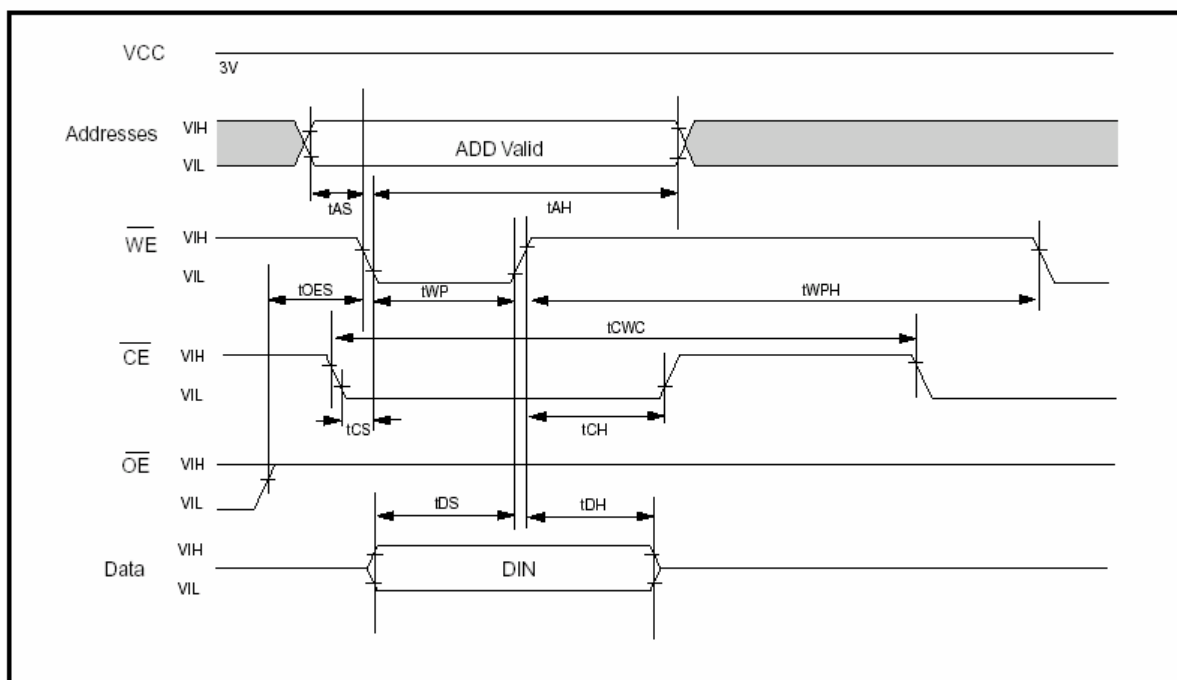 VCC
3V
Addresses
VIH
VIL
ADD Valid
tAS
tAH
WE
VIH
VIL
tOES
tWP
tWPH
tCWC
CE
VIH
VIL
tCS
tCH
OE
VIH
VIL
tDS
tDH
Data
VIH
VIL
DIN